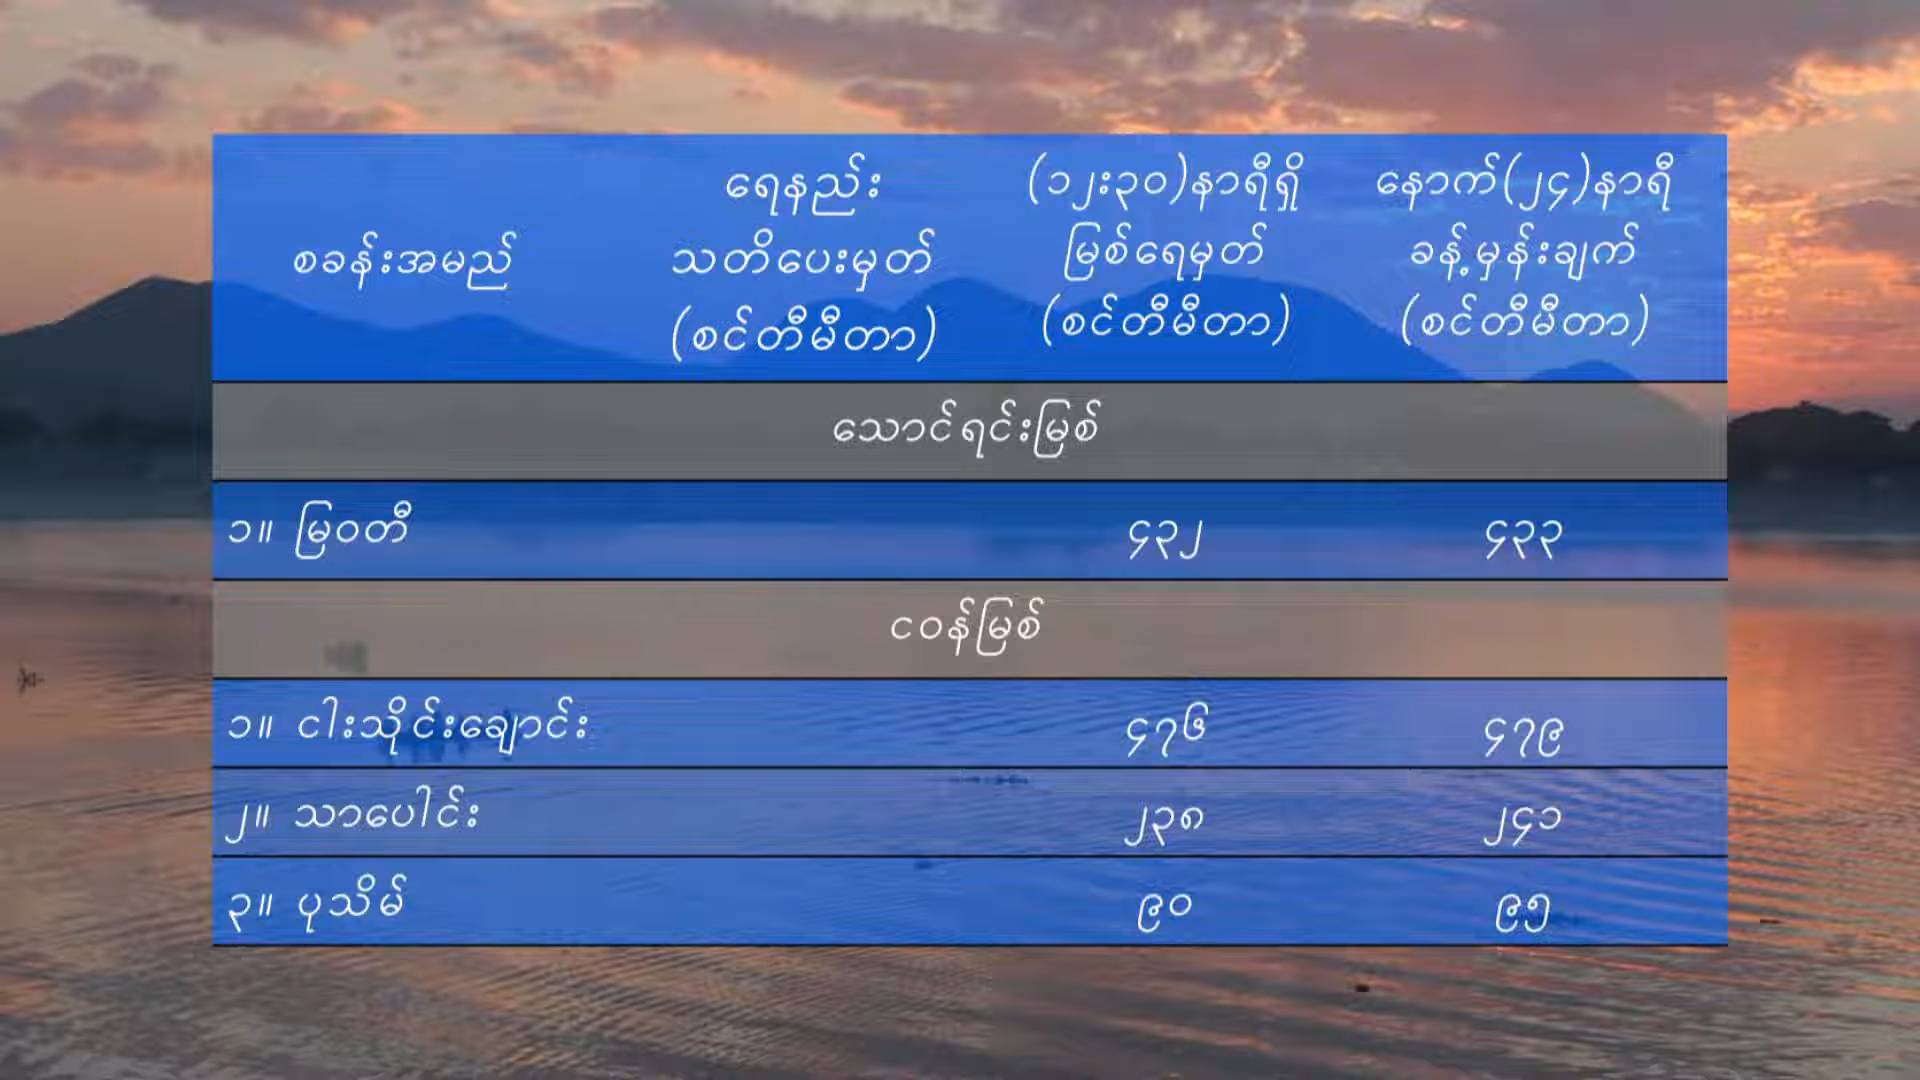 စခန်းအမည်
ရေနည်း
သတိပေးမှတ်
(စင်တီမီတာ)
(၁၂း၃၀)နာရီရှိ
မြစ်ရေမှတ်
(စင်တီမီတာ)
နောက်(၂၄)နာရီ
ခန့်မှန်းချက်
(စင်တီမီတာ)
သောင်ရင်းမြစ်
၁။ မြဝတီ ၄၃၂ ၄၃၃
ငဝန်မြစ်
၁။ ငါးသိုင်းချောင်း ၄၇၆ ၄၇၉
၂။ သာပေါင်း ၂၃၈ ၂၄၁
၃။ ပုသိမ် ၉၀ ၉၅